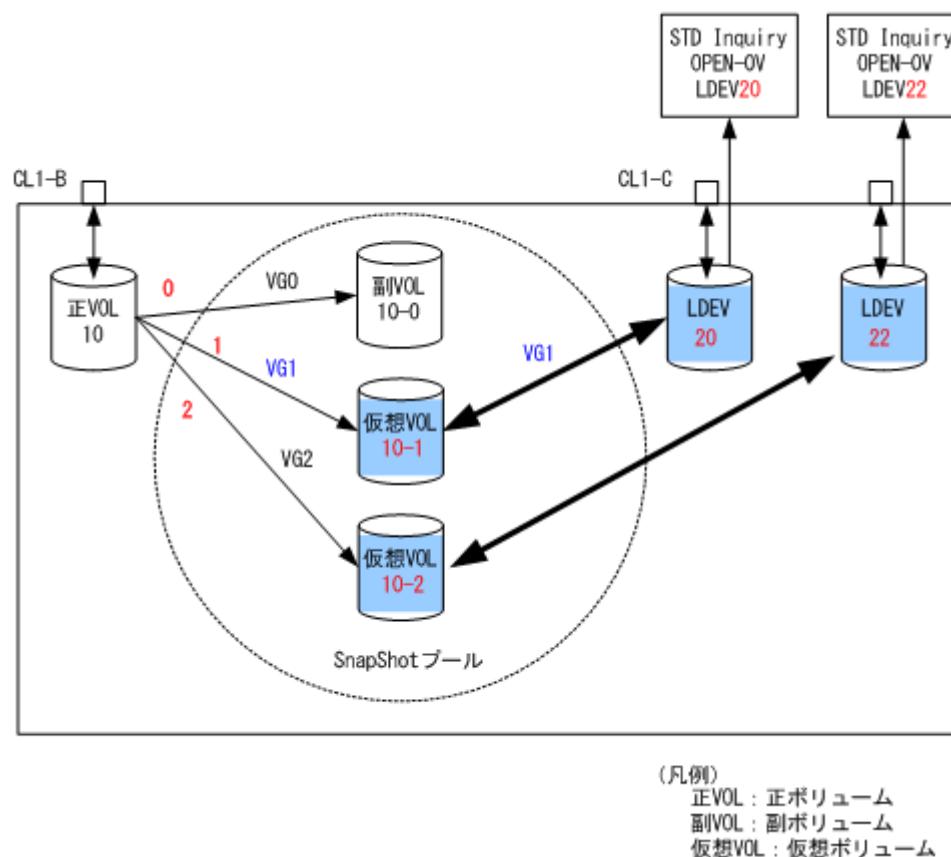 STD Inquiry
OPEN-0V
LDEV20
STD Inquiry
OPEN-0V
LDEV22
CL1-B
CL1-C
正VOL
10
0
VG0
副VOL
10-0
1
VG1
仮想VOL
10-1
VG1
LDEV
20
LDEV
22
2
VG2
仮想VOL
10-2
SnapShotプール
(凡例)
正VOL：正ボリューム
副VOL：副ボリューム
仮想VOL：仮想ボリューム